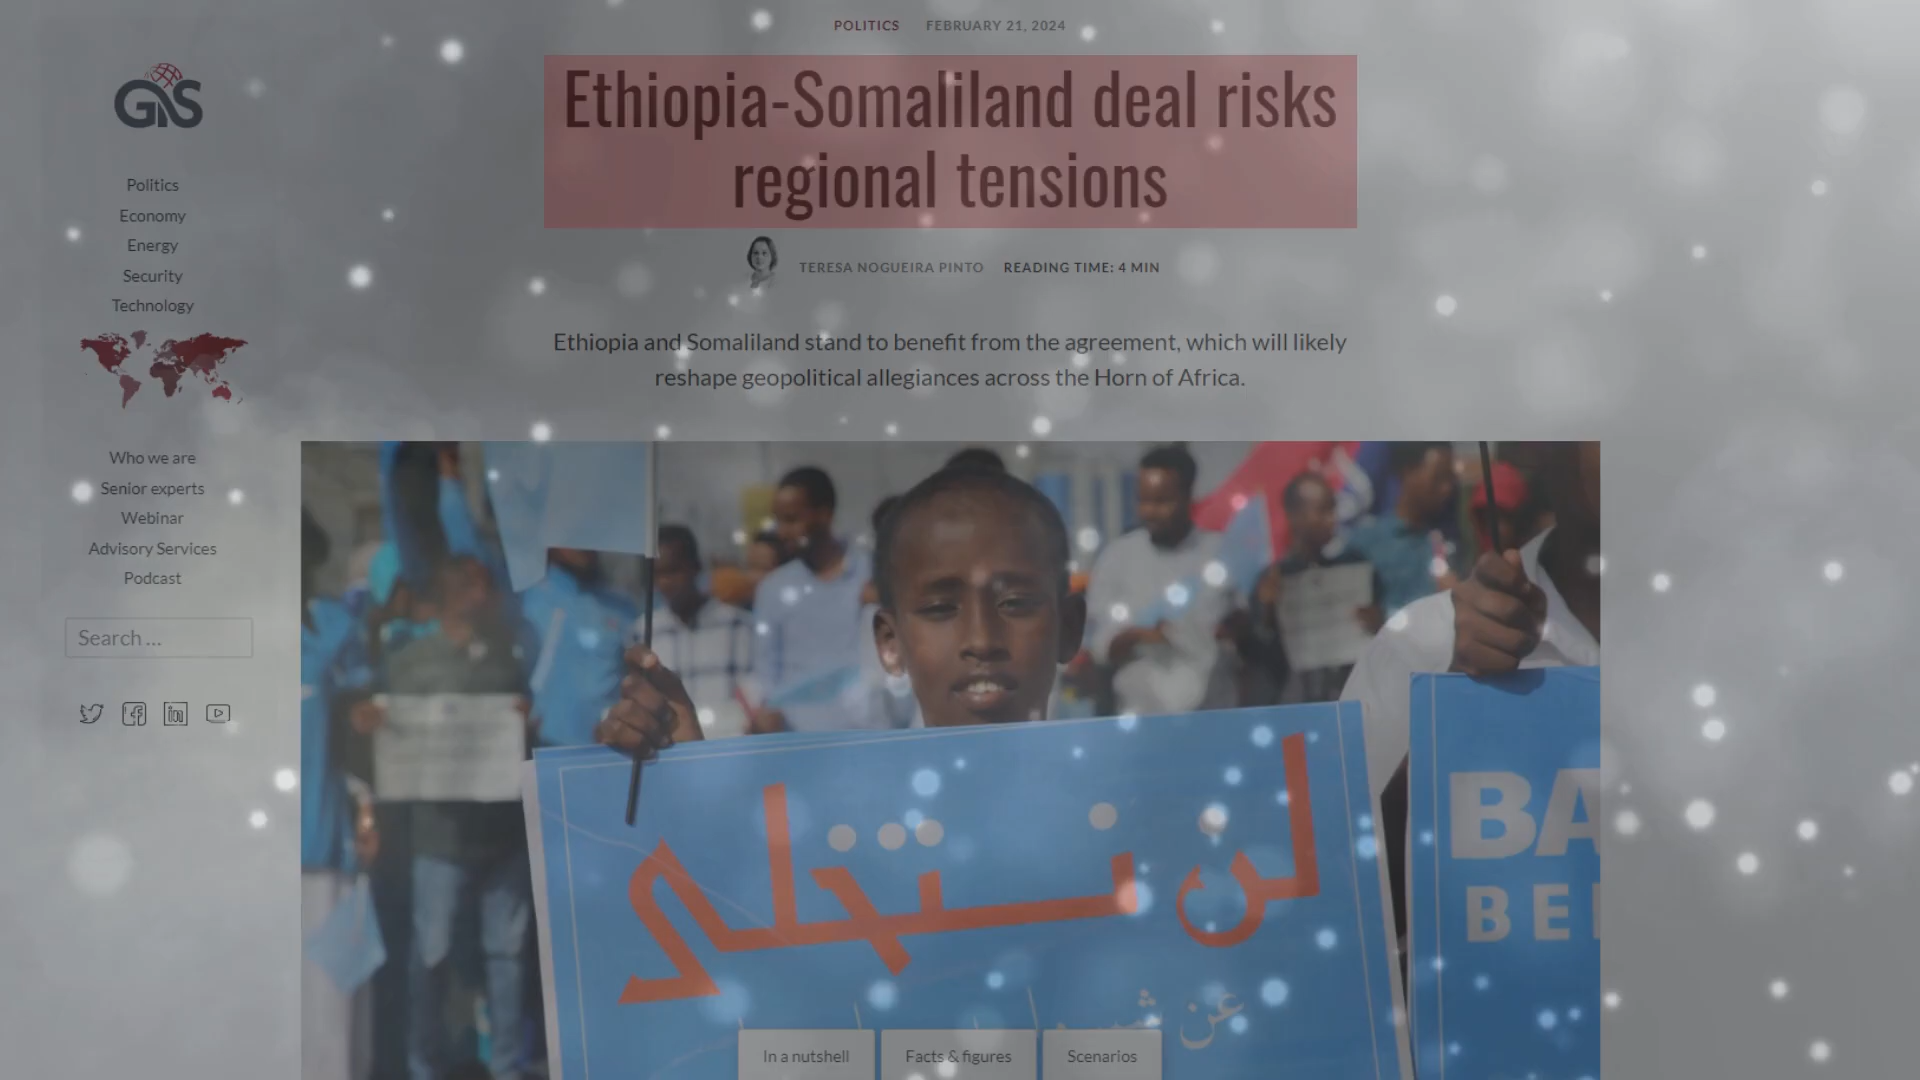 POLITICS FEBRUARY 21, 2024
Ethiopia-Somaliland deal risks
regional tensions
TERESA NOGUEIRA PINTO READING TIME: 4 MIN
Ethiopia and Somaliland stand to benefit from the agreement, which will likely
reshape geopolitical allegiances across the Horn of Africa.
GIS
Politics
Economy
Energy
Security
Technology
Who we are
Senior experts
Webinar
Advisory Services
Podcast
Search ...
لن نتخلى
عن
BA
BE
In a nutshell
Facts & figures
Scenarios